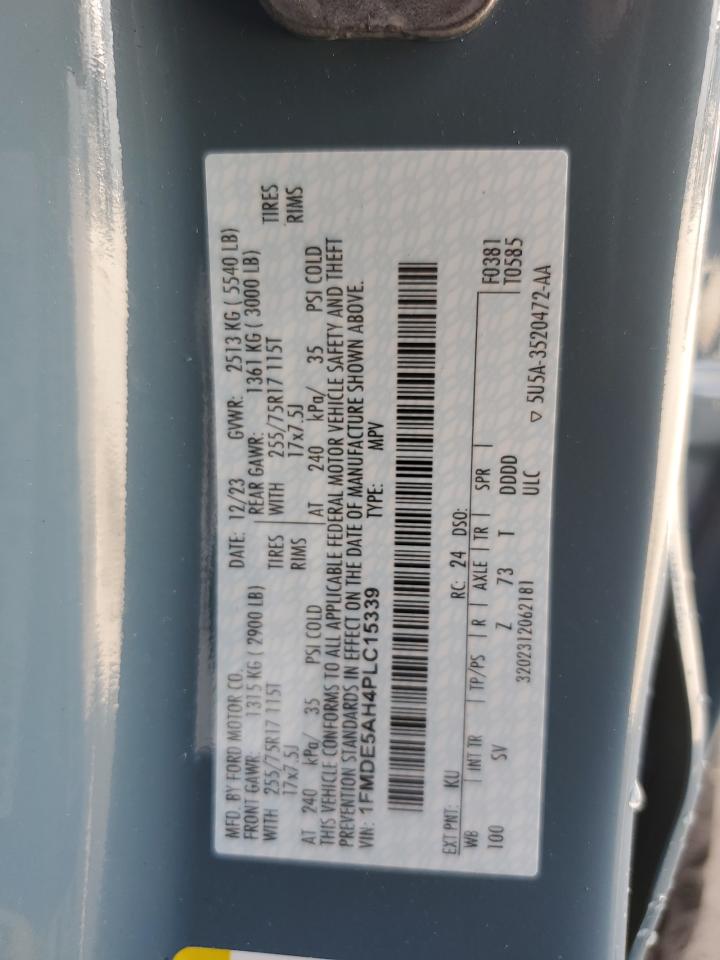 MFD. BY FORD MOTOR CO. DATE: 12/23 GVWR: 2513 KG ( 5540 LB)
FRONT GAWR: 1315 KG ( 2900 LB) REAR GAWR: 1361 KG ( 3000 LB)
WITH 255/75R17 115T TIRES WITH 255/75R17 115T TIRES
17x7.5J RIMS 17x7.5J RIMS
AT 240 kPa/ 35 PSI COLD AT 240 kPa/ 35 PSI COLD
THIS VEHICLE CONFORMS TO ALL APPLICABLE FEDERAL MOTOR VEHICLE SAFETY AND THEFT
PREVENTION STANDARDS IN EFFECT ON THE DATE OF MANUFACTURE SHOWN ABOVE.
VIN: 1FMDE5AH4PLC15339 TYPE: MPV
EXT PNT: KU RC: 24 DSO:
WB INT TR TP/PS R AXLE TR SPR F0381
100 SV Z 73 T DDDD T0585
3202312062181 ULC ▽ 5U5A-3520472-AA